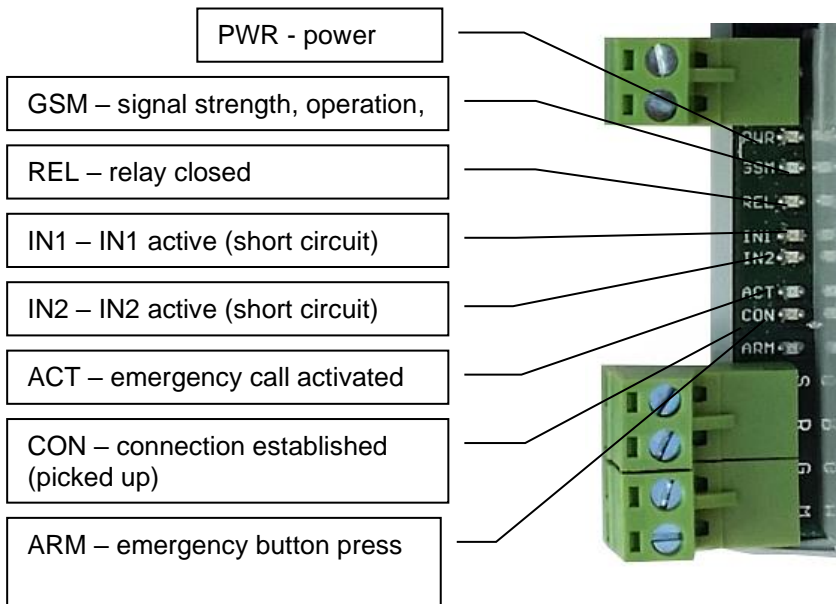 PWR - power
GSM – signal strength, operation,
REL – relay closed
IN1 – IN1 active (short circuit)
IN2 – IN2 active (short circuit)
ACT – emergency call activated
CON – connection established
(picked up)
ARM – emergency button press
PWR
GSM
REL
IN1
IN2
ACT
CON
ARM
S
R
G
M